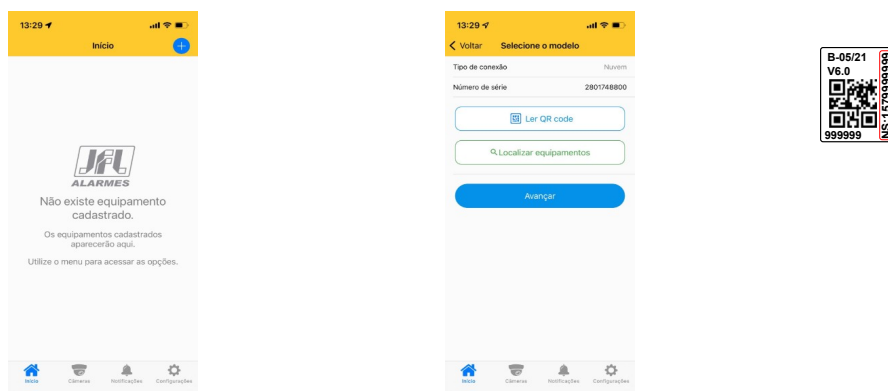 13:29
Início
JFL
ALARMES
Não existe equipamento
cadastrado.
Os equipamentos cadastrados
aparecerão aqui.
Utilize o menu para acessar as opções.
Início
Câmeras
Notificações
Configurações
13:29
Voltar
Selecione o modelo
Tipo de conexão
Nuvem
Número de série
2801748800
Ler QR code
Localizar equipamentos
Avançar
Início
Câmeras
Notificações
Configurações
B-05/21
V6.0
999999